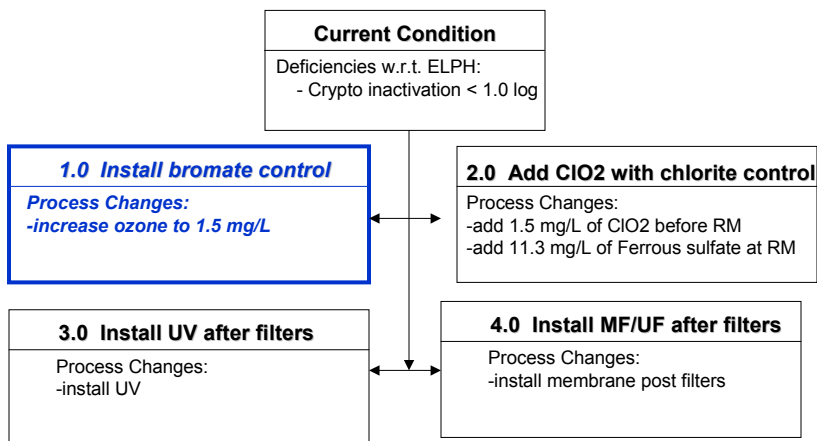 Current Condition
Deficiencies w.r.t. ELPH:
- Crypto inactivation < 1.0 log
1.0 Install bromate control
Process Changes:
-increase ozone to 1.5 mg/L
2.0 Add ClO2 with chlorite control
Process Changes:
-add 1.5 mg/L of ClO2 before RM
-add 11.3 mg/L of Ferrous sulfate at RM
3.0 Install UV after filters
Process Changes:
-install UV
4.0 Install MF/UF after filters
Process Changes:
-install membrane post filters